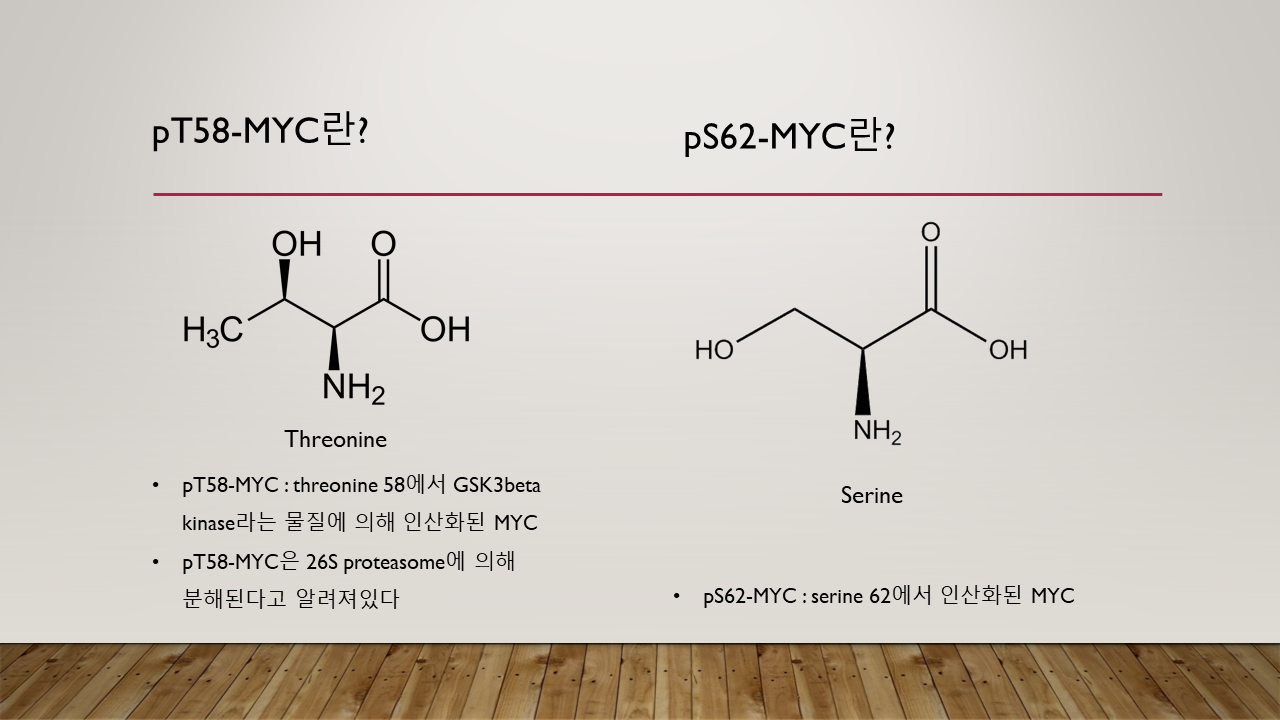 pT58-MYC란?
pS62-MYC란?
OH
O
H3C
OH
NH2
Threonine
• pT58-MYC : threonine 58에서 GSK3beta
kinase라는 물질에 의해 인산화된 MYC
• pT58-MYC은 26S proteasome에 의해
분해된다고 알려져있다
O
HO
OH
NH2
Serine
• pS62-MYC : serine 62에서 인산화된 MYC